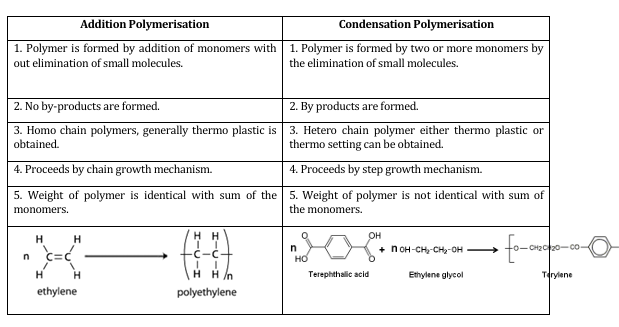 Addition Polymerisation
Condensation Polymerisation
1. Polymer is formed by addition of monomers with
out elimination of small molecules.
1. Polymer is formed by two or more monomers by
the elimination of small molecules.
2. No by-products are formed.
2. By products are formed.
3. Homo chain polymers, generally thermo plastic is
obtained.
3. Hetero chain polymer either thermo plastic or
thermo setting can be obtained.
4. Proceeds by chain growth mechanism.
4. Proceeds by step growth mechanism.
5. Weight of polymer is identical with sum of the
monomers.
5. Weight of polymer is not identical with sum of
the monomers.
H H
n C=C
H H
ethylene
H H
C-C
H H n
polyethylene
O OH
n
HO O
Terephthalic acid
+ n OH-CH2-CH2-OH
Ethylene glycol
O-CH2CH2O-CO
Terylene